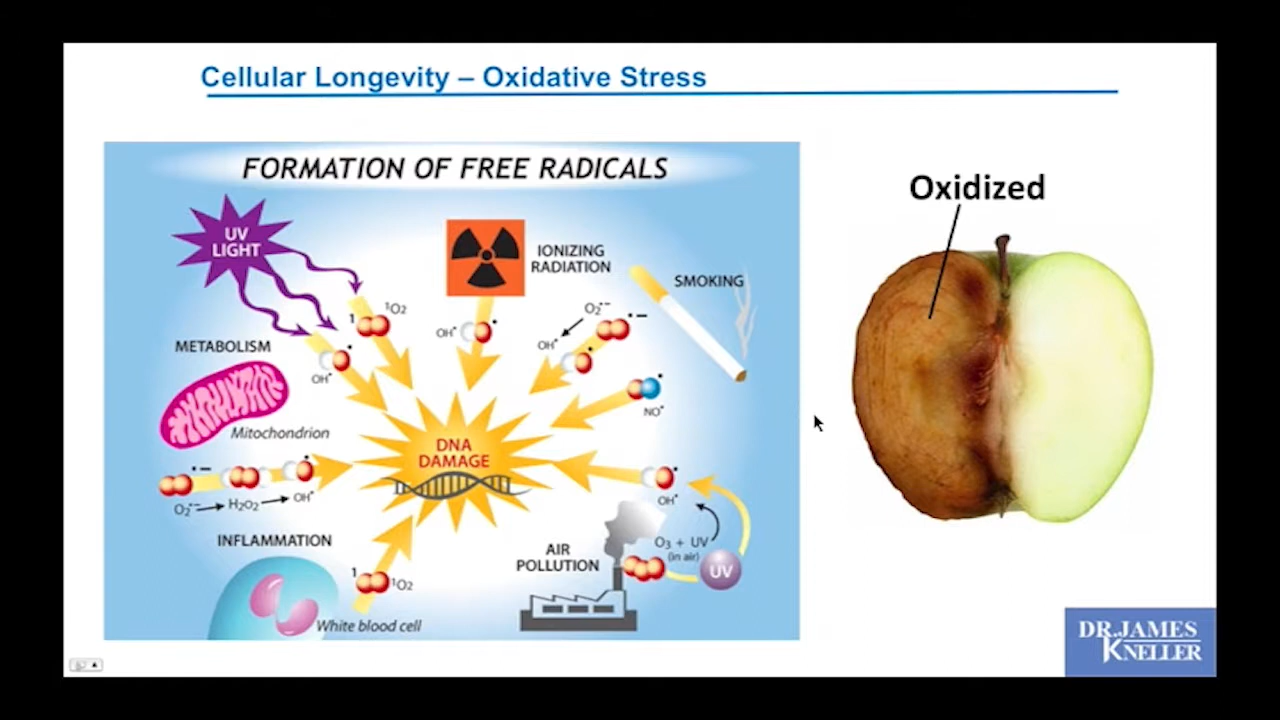 Cellular Longevity – Oxidative Stress
FORMATION OF FREE RADICALS
UV
LIGHT
IONIZING
RADIATION
SMOKING
¹O2
1
OH•
OH•
O2•–
•–
OH•
NO•
METABOLISM
Mitochondrion
•–
O2•–
H2O2
OH•
DNA
DAMAGE
OH•
INFLAMMATION
1
¹O2
White blood cell
AIR
POLLUTION
O3 + UV
(in air)
UV
Oxidized
DR.JAMES
KNELLER